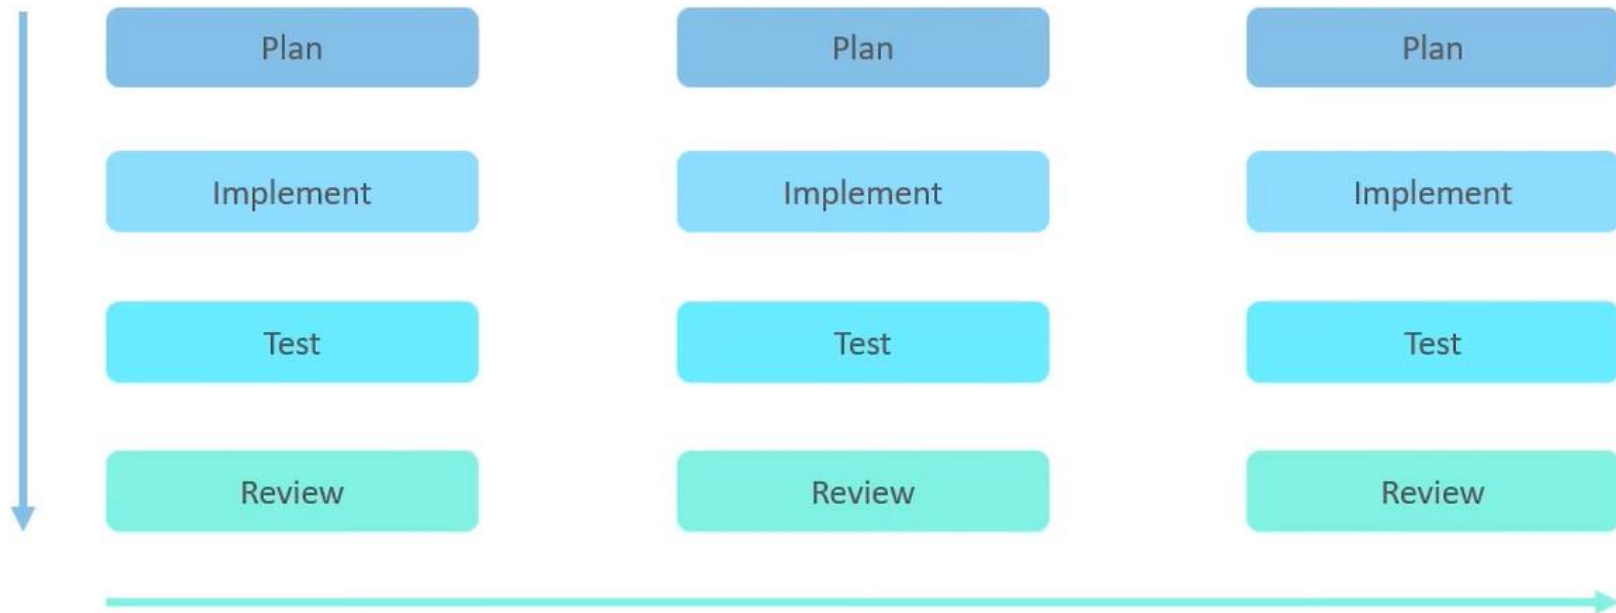 Plan
Plan
Plan
Implement
Implement
Implement
Test
Test
Test
Review
Review
Review